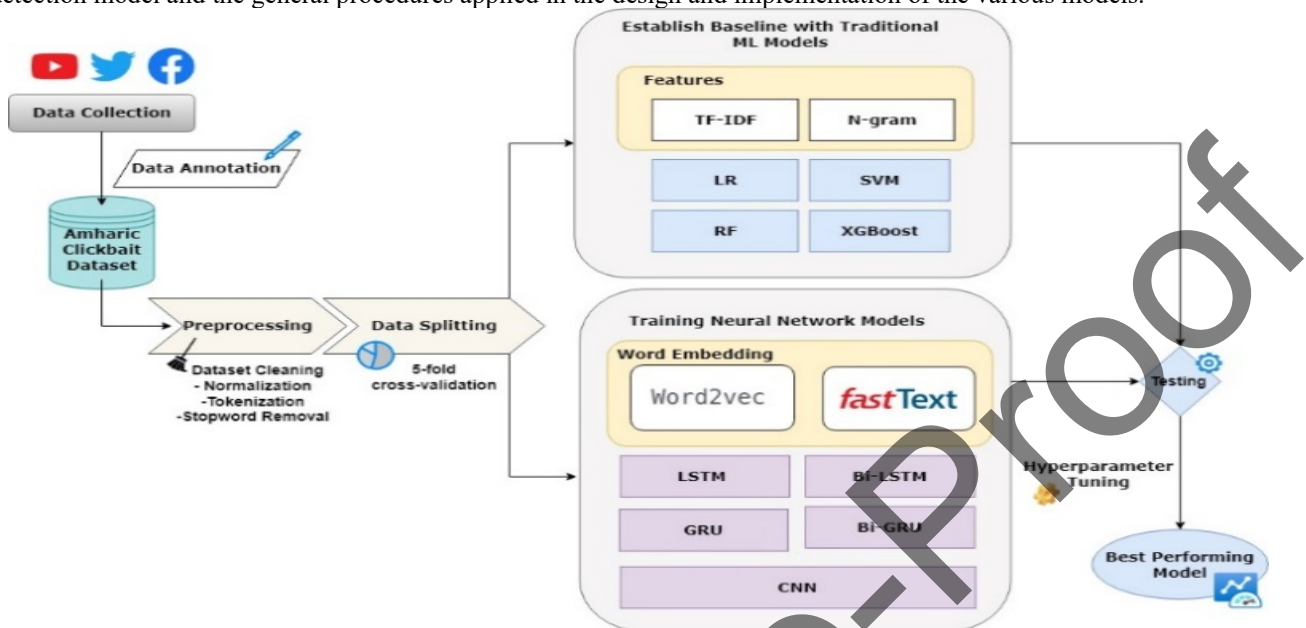 detection model and the general procedures applied in the design and implementation of the various models.
Data Collection
Data Annotation
Amharic
Clickbait
Dataset
Preprocessing
Dataset Cleaning
- Normalization
-Tokenization
-Stopword Removal
Data Splitting
5-fold
cross-validation
Establish Baseline with Traditional
ML Models
Features
TF-IDF
N-gram
LR
SVM
RF
XGBoost
Training Neural Network Models
Word Embedding
Word2vec
fastText
LSTM
Bi-LSTM
GRU
Bi-GRU
CNN
Testing
Hyperparameter
Tuning
Best Performing
Model
-Proof